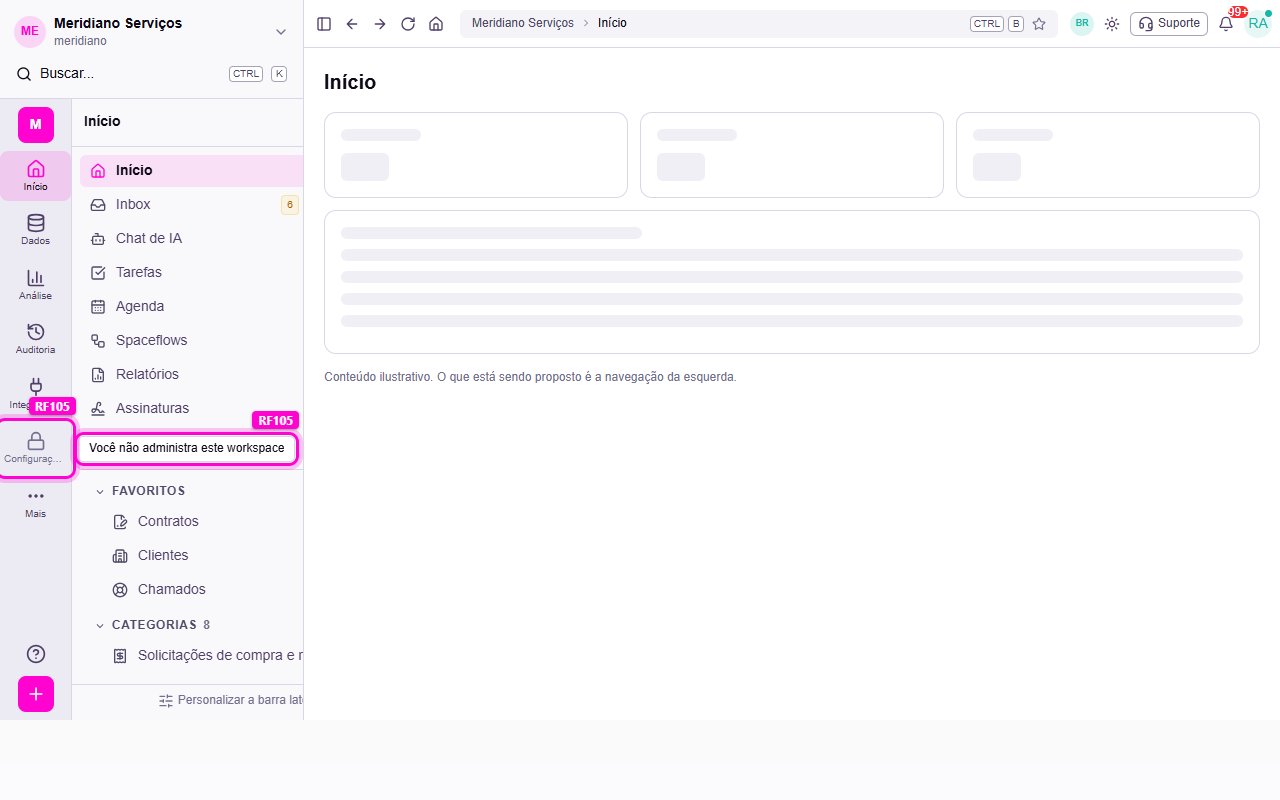 ME
Meridiano Serviços
meridiano
Buscar...
CTRL K
Meridiano Serviços > Início
CTRL B
BR
Suporte
99+
RA
M
Início
Dados
Análise
Auditoria
RF105
Configuraç...
Mais
Início
Início
Inbox 6
Chat de IA
Tarefas
Agenda
Spaceflows
Relatórios
Assinaturas
RF105
Você não administra este workspace
FAVORITOS
Contratos
Clientes
Chamados
CATEGORIAS 8
Solicitações de compra e
Personalizar a barra
Início
Conteúdo ilustrativo. O que está sendo proposto é a navegação da esquerda.